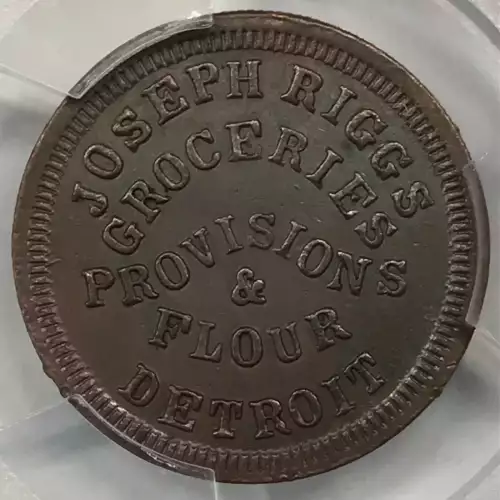 JOSEPH RIGGS
GROCERIES
PROVISIONS
&
FLOUR
DETROIT